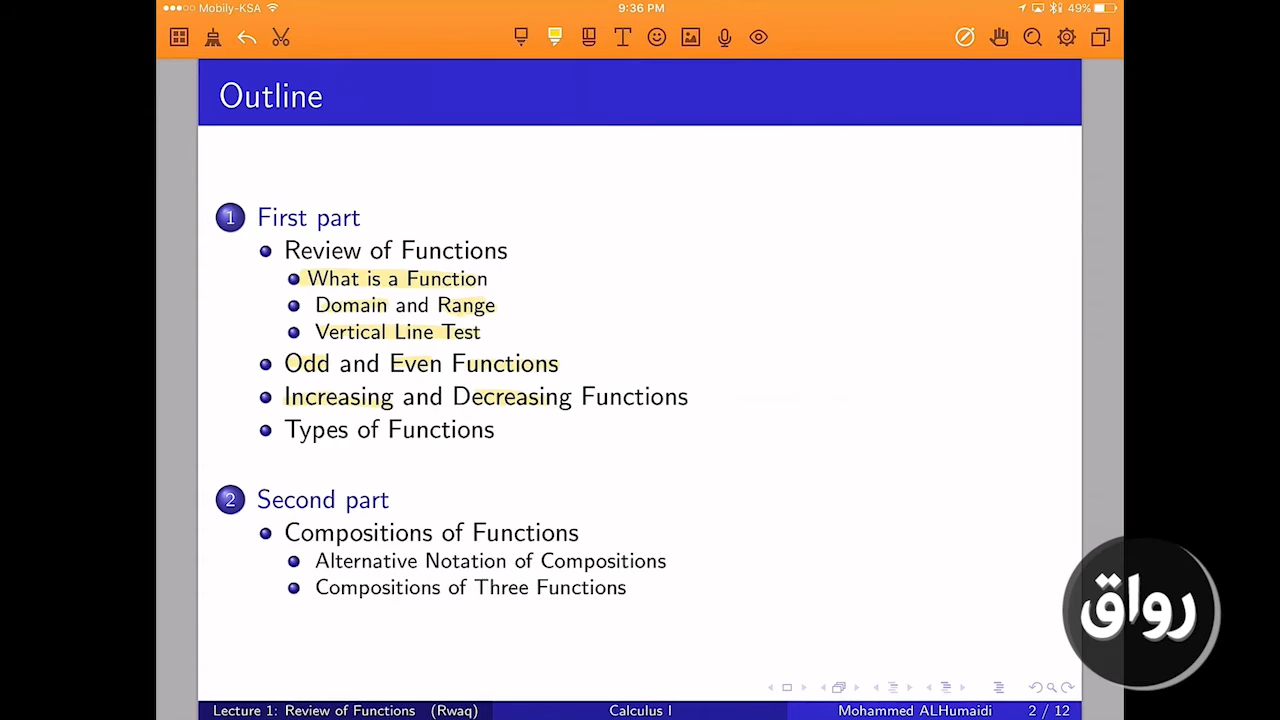 Mobily-KSA 9:36 PM 49%
Outline
1 First part
Review of Functions
What is a Function
Domain and Range
Vertical Line Test
Odd and Even Functions
Increasing and Decreasing Functions
Types of Functions
2 Second part
Compositions of Functions
Alternative Notation of Compositions
Compositions of Three Functions
رواق
Lecture 1: Review of Functions (Rwaq) Calculus I Mohammed ALHumaidi 2 / 12